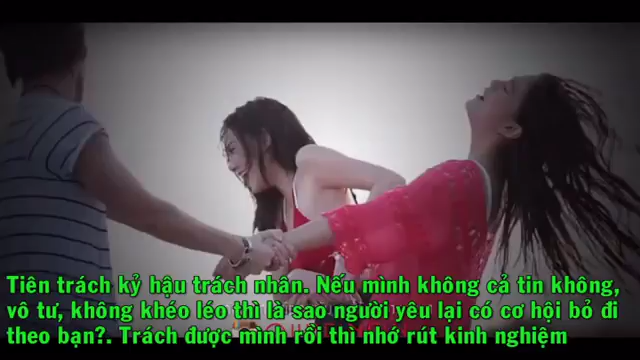 Tiên trách kỷ hậu trách nhân. Nếu mình không cả tin không,
vô tư, không khéo léo thì là sao người yêu lại có cơ hội bỏ đi
theo bạn?. Trách được mình rồi thì nhớ rút kinh nghiệm